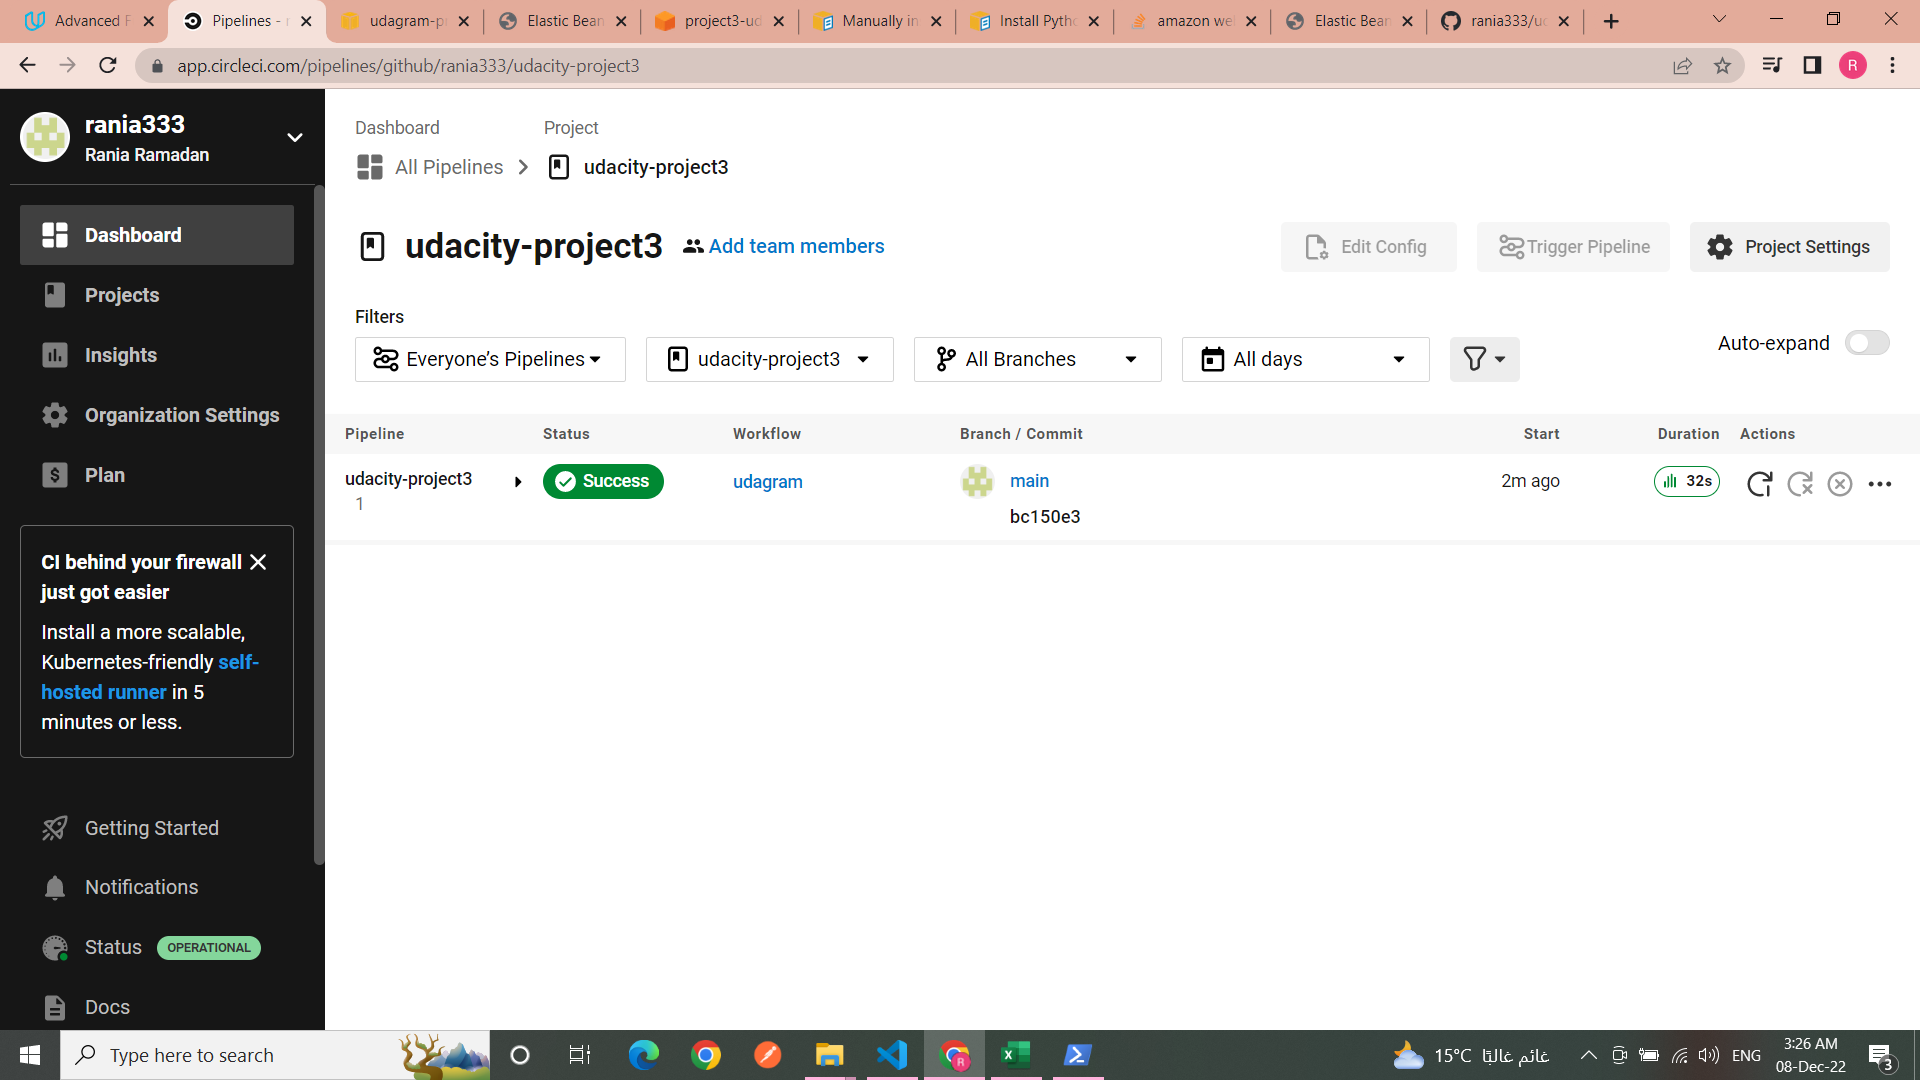 Advanced F
Pipelines - r
udagram-p
Elastic Bean
project3-ud
Manually in
Install Pytho
amazon we
Elastic Bean
rania333/uc
app.circleci.com/pipelines/github/rania333/udacity-project3
R
rania333
Rania Ramadan
Dashboard
Projects
Insights
Organization Settings
Plan
CI behind your firewall
just got easier
Install a more scalable,
Kubernetes-friendly self-
hosted runner in 5
minutes or less.
Getting Started
Notifications
Status OPERATIONAL
Docs
Dashboard Project
All Pipelines udacity-project3
udacity-project3 Add team members
Edit Config Trigger Pipeline Project Settings
Filters
Everyone’s Pipelines udacity-project3 All Branches All days
Auto-expand
Pipeline Status Workflow Branch / Commit Start Duration Actions
udacity-project3 Success udagram main 2m ago 32s
1 bc150e3
Type here to search
R
15°C غائم غالبًا
ENG
3:26 AM
08-Dec-22
3